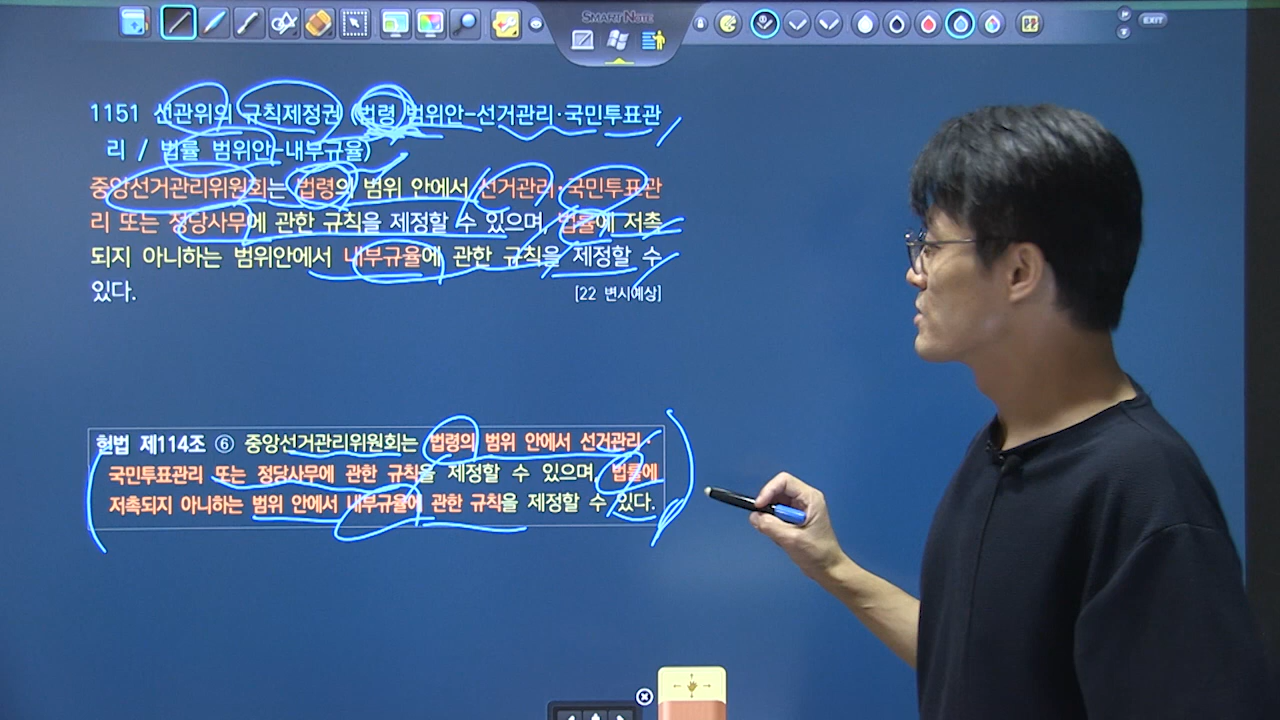 SMART NOTE
EXIT
1151 선관위의 규칙제정권 (법령 범위안-선거관리·국민투표관
리 / 법률 범위안-내부규율)
중앙선거관리위원회는 법령의 범위 안에서 선거관리·국민투표관
리 또는 정당사무에 관한 규칙을 제정할 수 있으며, 법률에 저촉
되지 아니하는 범위안에서 내부규율에 관한 규칙을 제정할 수
있다.
[22 변시예상]
헌법 제114조 ⑥ 중앙선거관리위원회는 법령의 범위 안에서 선거관리·
국민투표관리 또는 정당사무에 관한 규칙을 제정할 수 있으며, 법률에
저촉되지 아니하는 범위 안에서 내부규율에 관한 규칙을 제정할 수 있다.